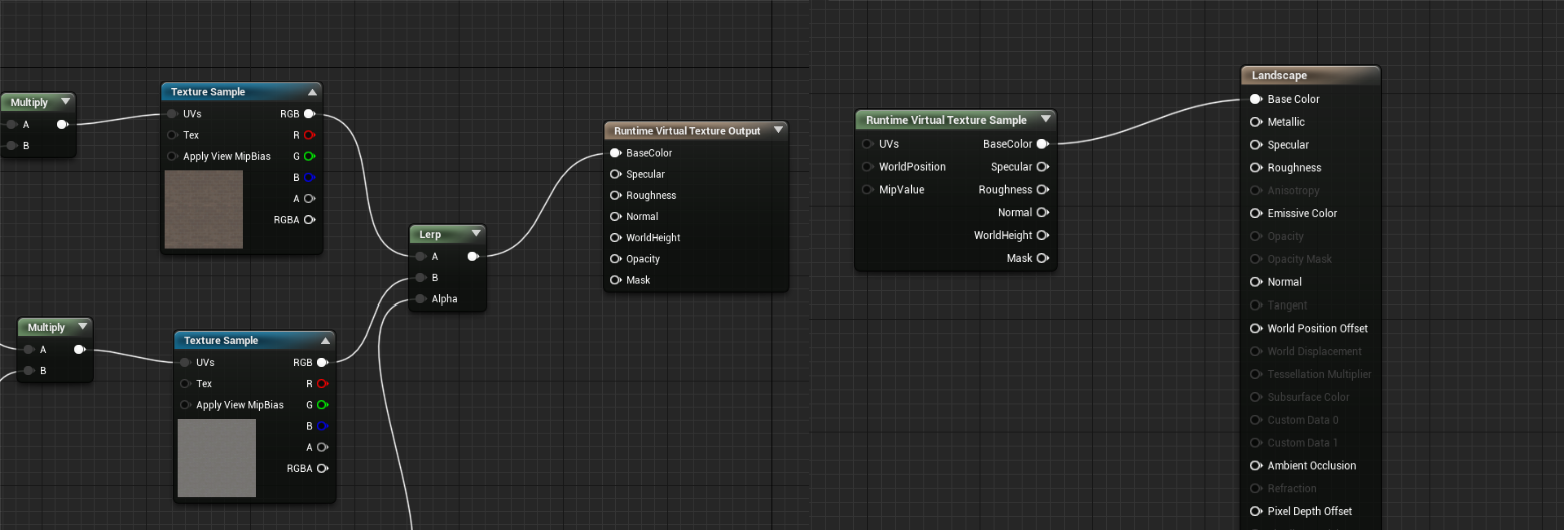 Multiply
A
B
Texture Sample
UVs RGB
Tex R
Apply View MipBias G
B
A
RGBA
Multiply
A
B
Texture Sample
UVs RGB
Tex R
Apply View MipBias G
B
A
RGBA
Lerp
A
B
Alpha
Runtime Virtual Texture Output
BaseColor
Specular
Roughness
Normal
WorldHeight
Opacity
Mask
Runtime Virtual Texture Sample
UVs BaseColor
WorldPosition Specular
MipValue Roughness
Normal
WorldHeight
Mask
Landscape
Base Color
Metallic
Specular
Roughness
Anisotropy
Emissive Color
Opacity
Opacity Mask
Normal
Tangent
World Position Offset
World Displacement
Tessellation Multiplier
Subsurface Color
Custom Data 0
Custom Data 1
Ambient Occlusion
Refraction
Pixel Depth Offset